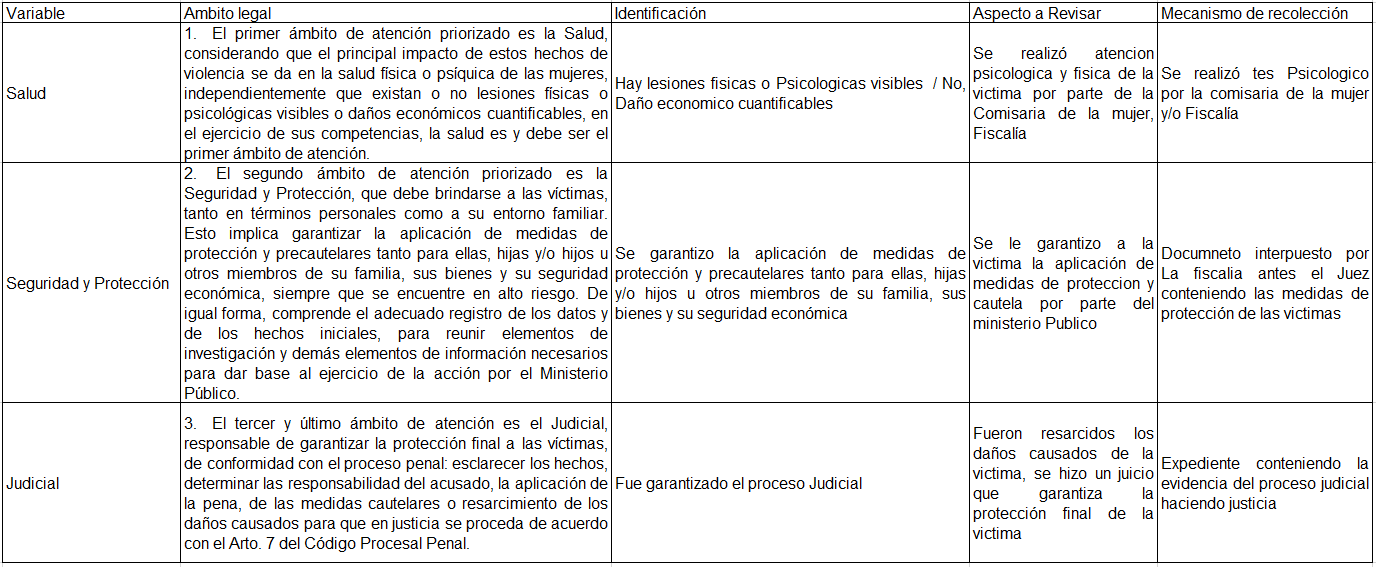 Variable
Ambito legal
Identificación
Aspecto a Revisar
Mecanismo de recolección
Salud
1. El primer ámbito de atención priorizado es la Salud,
considerando que el principal impacto de estos hechos de
violencia se da en la salud física o psíquica de las mujeres,
independientemente que existan o no lesiones físicas o
psicológicas visibles o daños económicos cuantificables, en
el ejercicio de sus competencias, la salud es y debe ser el
primer ámbito de atención.
Hay lesiones fisicas o Psicologicas visibles / No,
Daño economico cuantificables
Se realizó atencion
psicologica y fisica de la
victima por parte de la
Comisaria de la mujer,
Fiscalía
Se realizó tes Psicologico
por la comisaria de la mujer
y/o Fiscalía
Seguridad y Protección
2. El segundo ámbito de atención priorizado es la
Seguridad y Protección, que debe brindarse a las víctimas,
tanto en términos personales como a su entorno familiar.
Esto implica garantizar la aplicación de medidas de
protección y precautelares tanto para ellas, hijas y/o hijos u
otros miembros de su familia, sus bienes y su seguridad
económica, siempre que se encuentre en alto riesgo. De
igual forma, comprende el adecuado registro de los datos y
de los hechos iniciales, para reunir elementos de
investigación y demás elementos de información necesarios
para dar base al ejercicio de la acción por el Ministerio
Público.
Se garantizo la aplicación de medidas de
protección y precautelares tanto para ellas, hijas
y/o hijos u otros miembros de su familia, sus
bienes y su seguridad económica
Se le garantizo a la
victima la aplicación de
medidas de proteccion y
cautela por parte del
ministerio Publico
Documneto interpuesto por
La fiscalia antes el Juez
conteniendo las medidas de
protección de las victimas
Judicial
3. El tercer y último ámbito de atención es el Judicial,
responsable de garantizar la protección final a las víctimas,
de conformidad con el proceso penal: esclarecer los hechos,
determinar las responsabilidad del acusado, la aplicación de
la pena, de las medidas cautelares o resarcimiento de los
daños causados para que en justicia se proceda de acuerdo
con el Arto. 7 del Código Procesal Penal.
Fue garantizado el proceso Judicial
Fueron resarcidos los
daños causados de la
victima, se hizo un juicio
que garantiza la
protección final de la
victima
Expediente conteniendo la
evidencia del proceso judicial
haciendo justicia